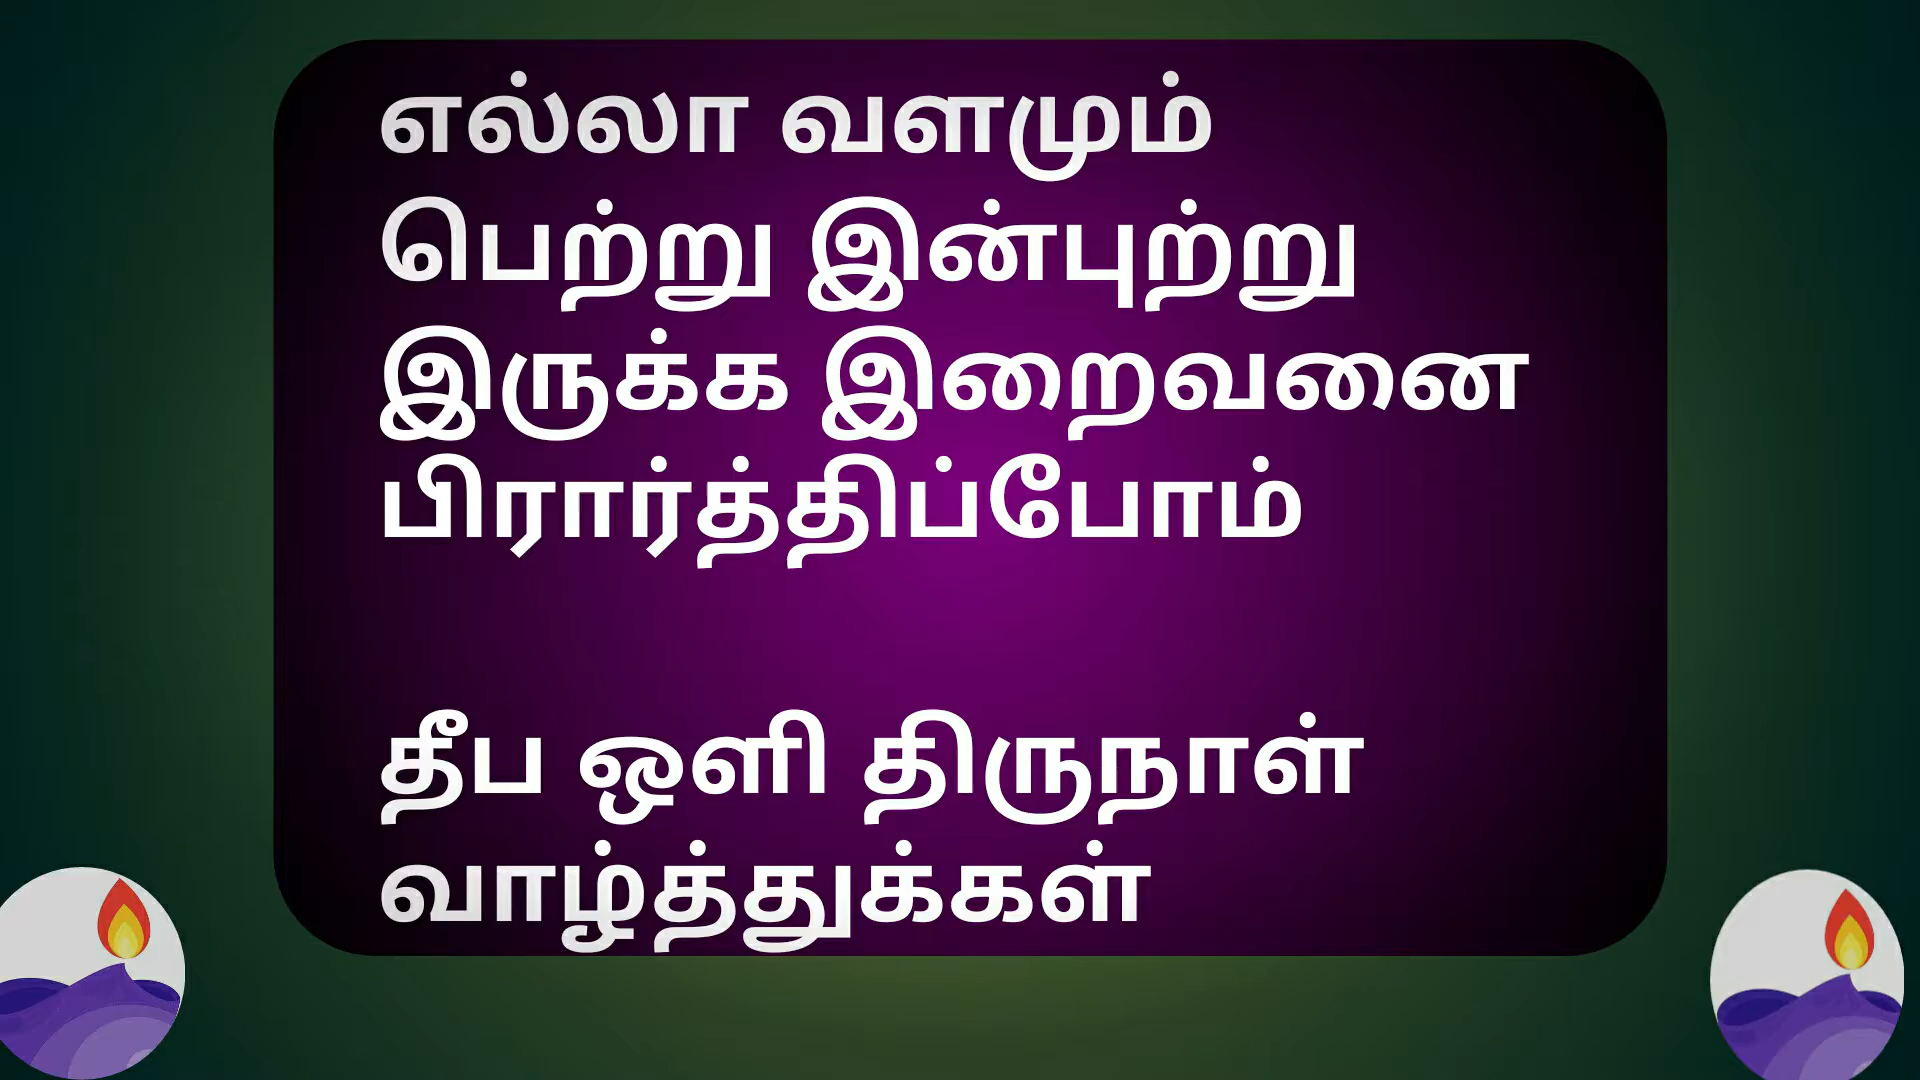 எல்லா வளமும்
பெற்று இன்புற்று
இருக்க இறைவனை
பிரார்த்திப்போம்
தீப ஒளி திருநாள்
வாழ்த்துக்கள்